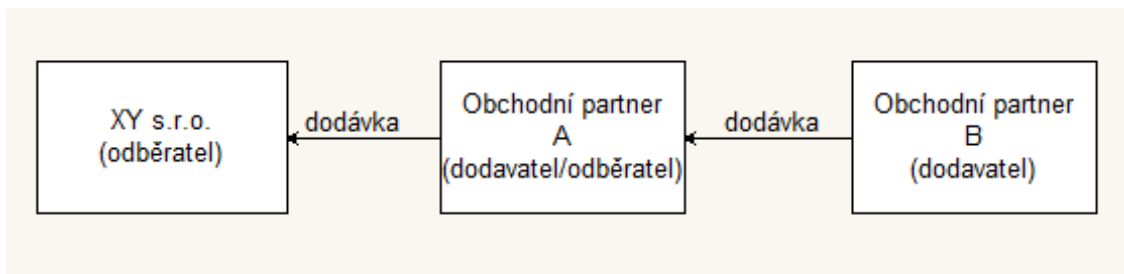 XY s.r.o.
(odběratel)
dodávka
Obchodní partner
A
(dodavatel/odběratel)
dodávka
Obchodní partner
B
(dodavatel)